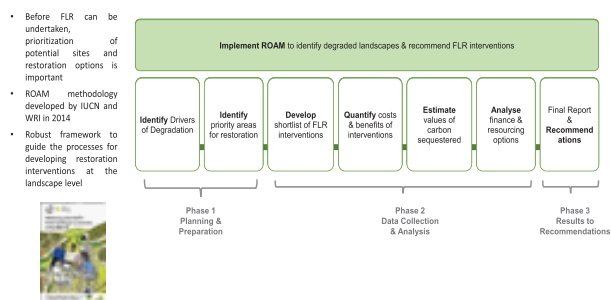 • Before FLR can be
undertaken,
prioritization of
potential sites and
restoration options is
important
• ROAM methodology
developed by IUCN and
WRI in 2014
• Robust framework to
guide the processes for
developing restoration
interventions at the
landscape level
Implement ROAM to identify degraded landscapes & recommend FLR interventions
Identify Drivers
of Degradation
Identify
priority areas
for restoration
Develop
shortlist of FLR
interventions
Quantify costs
& benefits of
interventions
Estimate
values of
carbon
sequestered
Analyse
finance &
resourcing
options
Final Report
&
Recommend
ations
Phase 1
Planning &
Preparation
Phase 2
Data Collection
& Analysis
Phase 3
Results to
Recommendations